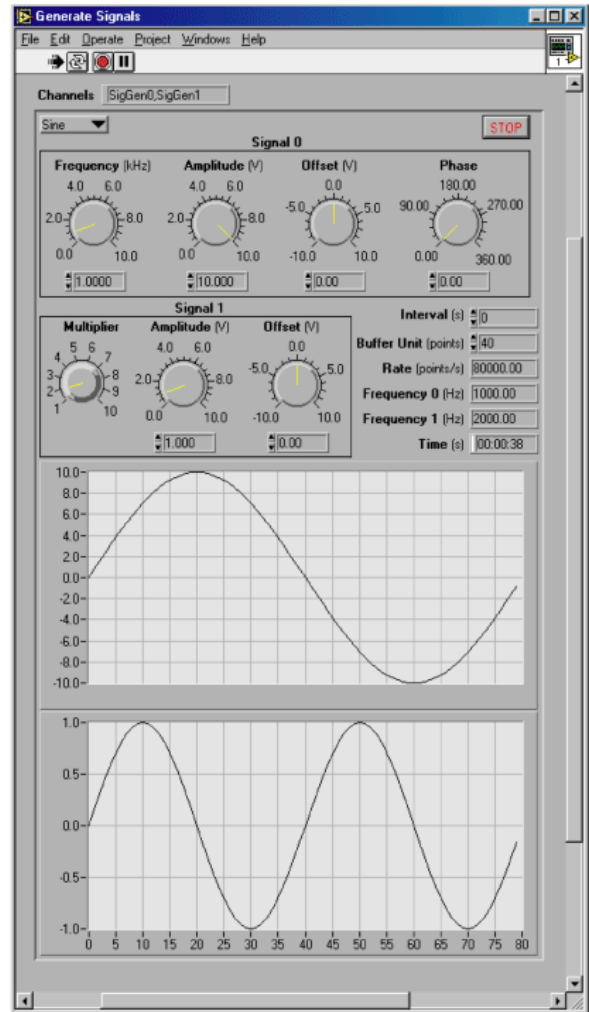 Generate Signals
File Edit Operate Project Windows Help
1
Channels SigGen0,SigGen1
Sine STOP
Signal 0
Frequency (kHz) Amplitude (V) Offset (V) Phase
4.0 6.0 4.0 6.0 0.0 180.00
2.0 8.0 2.0 8.0 -5.0 5.0 90.00 270.00
0.0 10.0 0.0 10.0 -10.0 10.0 0.00 360.00
1.0000 10.000 0.00 0.00
Signal 1
Multiplier Amplitude (V) Offset (V)
5 6 4.0 6.0 0.0
4 7
3 8 2.0 8.0 -5.0 5.0
2 9
1 10 0.0 10.0 -10.0 10.0
1.000 0.00
Interval (s) 0
Buffer Unit (points) 40
Rate (points/s) 80000.00
Frequency 0 (Hz) 1000.00
Frequency 1 (Hz) 2000.00
Time (s) 00:00:38
10.0
8.0
6.0
4.0
2.0
0.0
-2.0
-4.0
-6.0
-8.0
-10.0
1.0
0.5
0.0
-0.5
-1.0
0 5 10 15 20 25 30 35 40 45 50 55 60 65 70 75 80